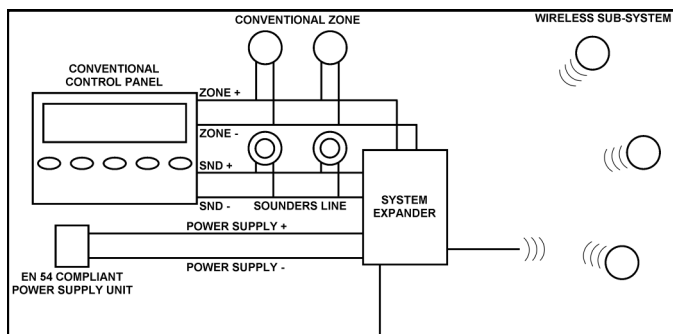 CONVENTIONAL ZONE
WIRELESS SUB-SYSTEM
CONVENTIONAL
CONTROL PANEL
ZONE +
ZONE -
SND +
SND -
SOUNDERS LINE
SYSTEM
EXPANDER
POWER SUPPLY +
POWER SUPPLY -
EN 54 COMPLIANT
POWER SUPPLY UNIT